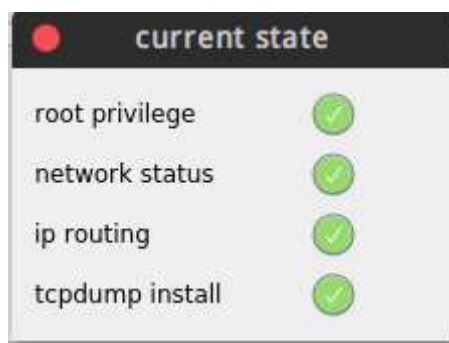 current state
root privilege
network status
ip routing
tcpdump install